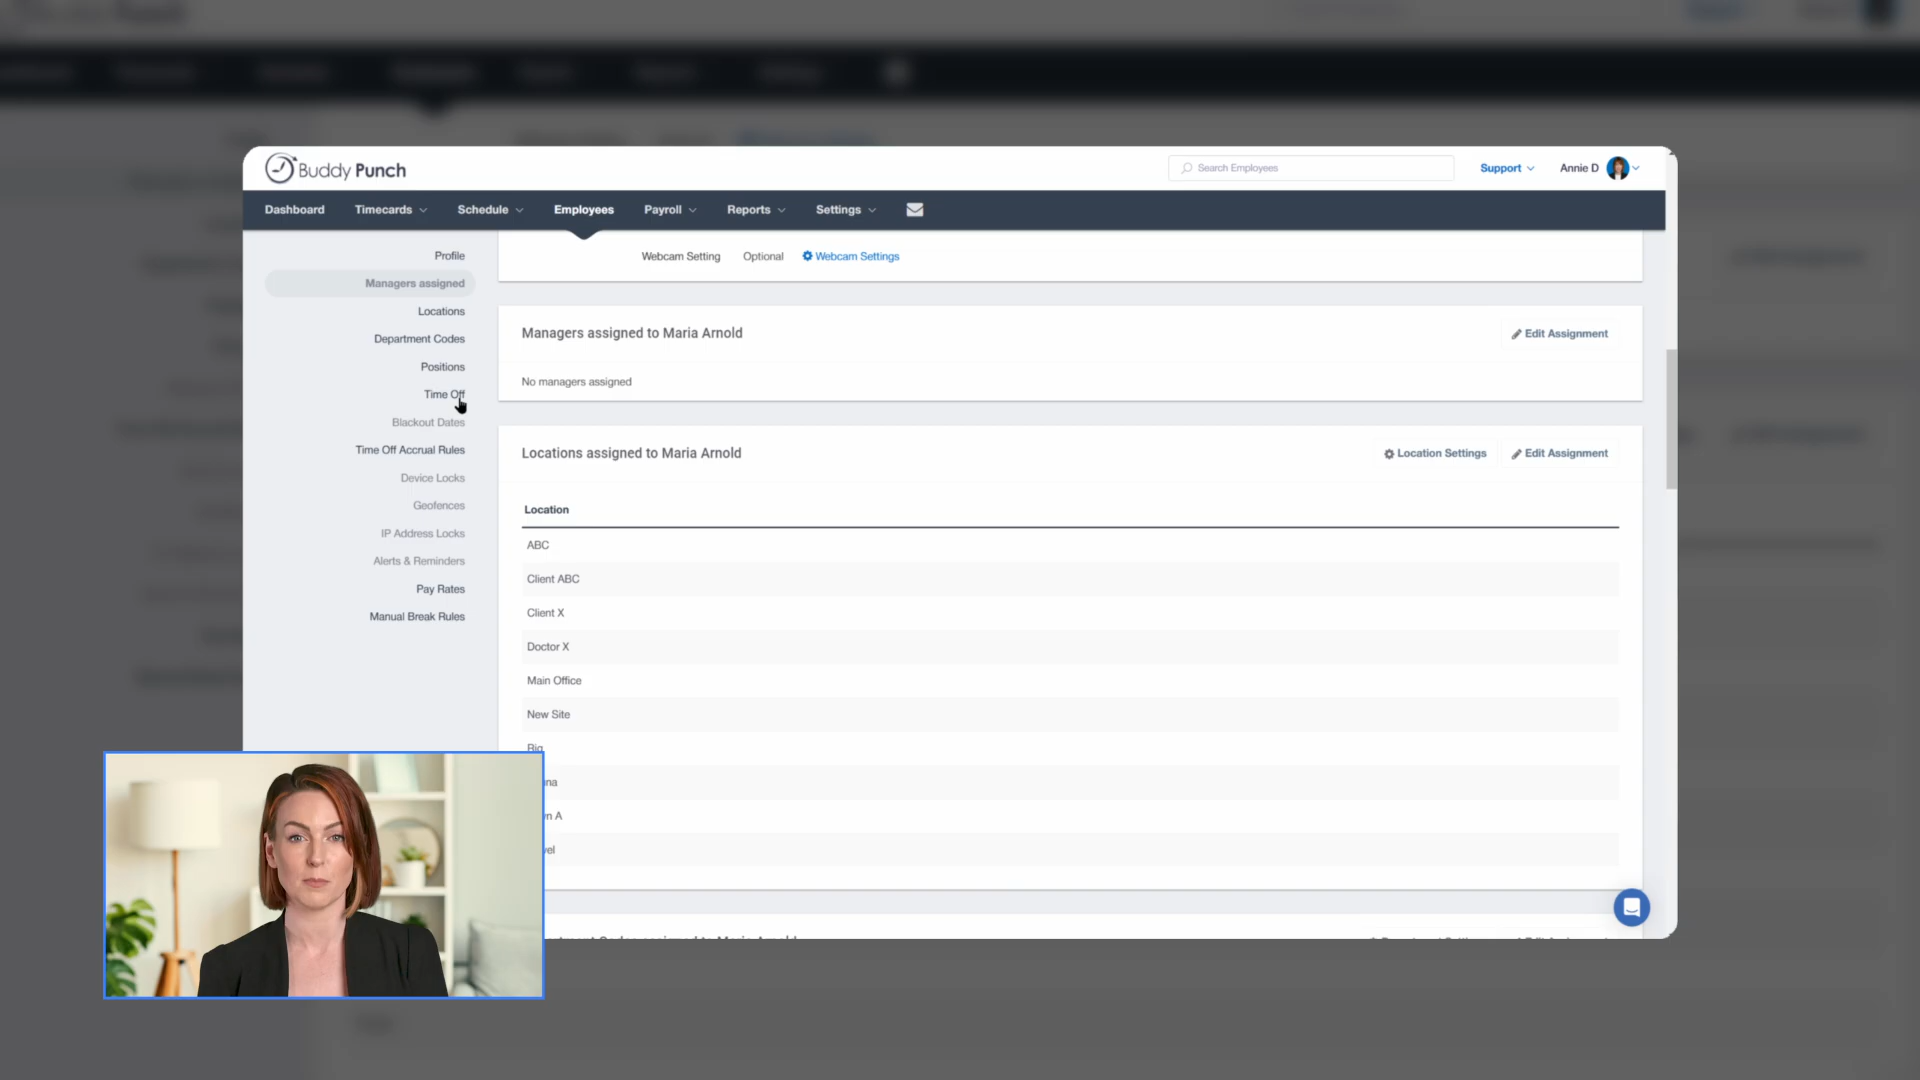 Buddy Punch
Search Employees
Support
Annie D
Dashboard
Timecards
Schedule
Employees
Payroll
Reports
Settings
Profile
Managers assigned
Locations
Department Codes
Positions
Time Off
Blackout Dates
Time Off Accrual Rules
Device Locks
Geofences
IP Address Locks
Alerts & Reminders
Pay Rates
Manual Break Rules
Webcam Setting Optional Webcam Settings
Managers assigned to Maria Arnold
Edit Assignment
No managers assigned
Locations assigned to Maria Arnold
Location Settings
Edit Assignment
Location
ABC
Client ABC
Client X
Doctor X
Main Office
New Site